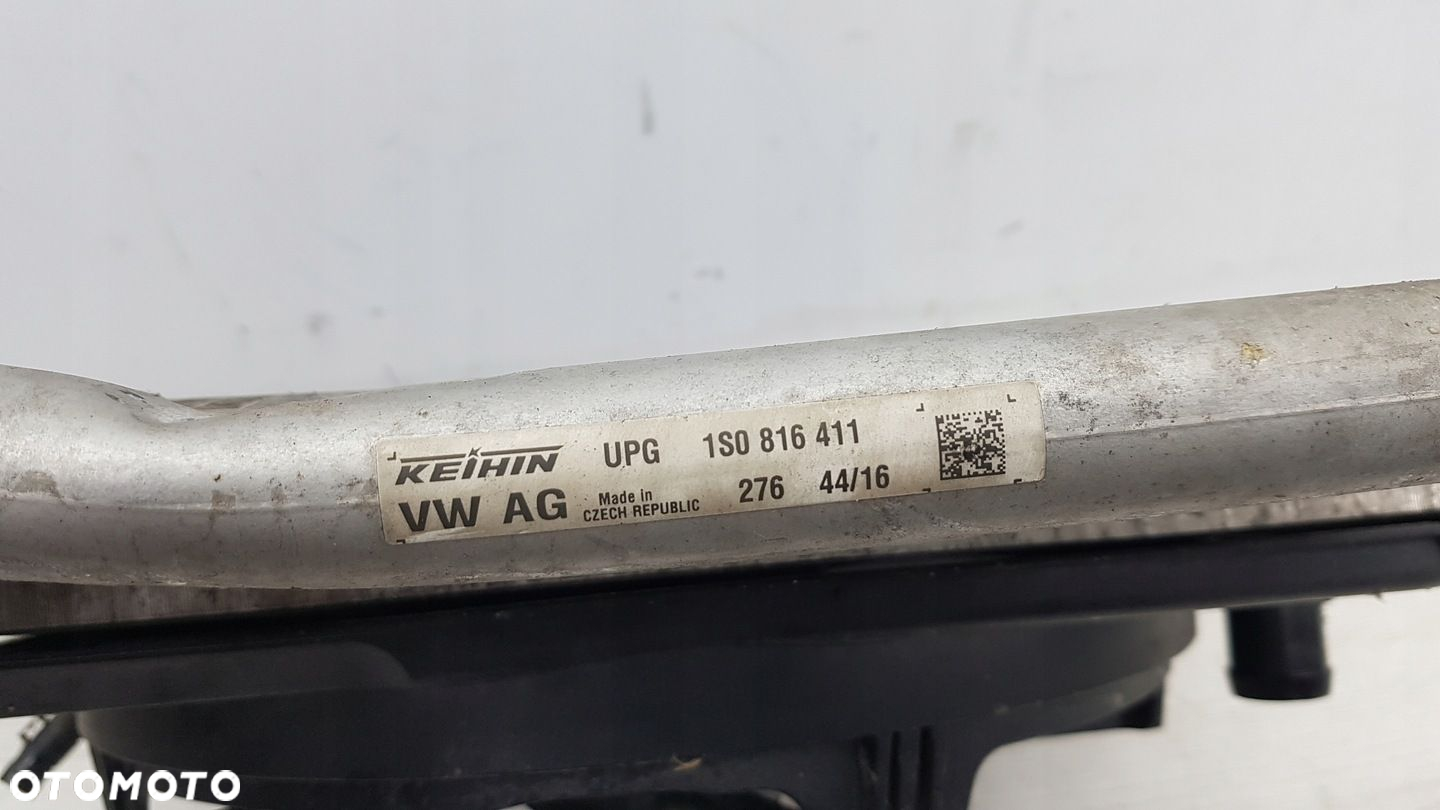 KEIHIN UPG 1S0 816 411
VW AG Made in CZECH REPUBLIC 276 44/16
OTOMOTO